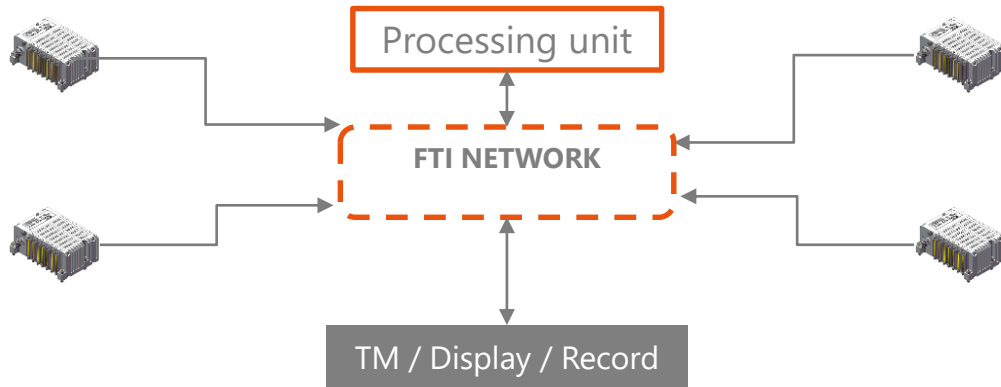 Processing unit
FTI NETWORK
TM / Display / Record